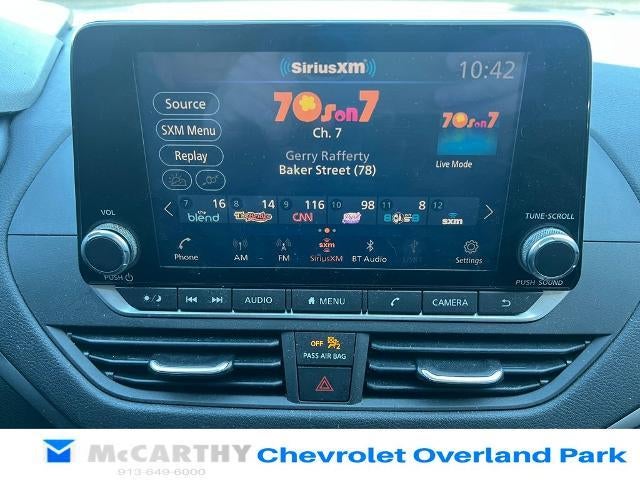 SiriusXM
10:42
Source
70s on 7
SXM Menu
Ch. 7
70s on 7
Replay
Gerry Rafferty
Live Mode
Baker Street (78)
7 16 8 14 9 116 10 98 11 8 12
blend CNN sxm
VOL
TUNE·SCROLL
Phone AM FM SiriusXM BT Audio USB1 Settings
PUSH
PUSH SOUND
AUDIO MENU CAMERA
OFF 2
PASS AIR BAG
McCARTHY Chevrolet Overland Park
913-649-6000